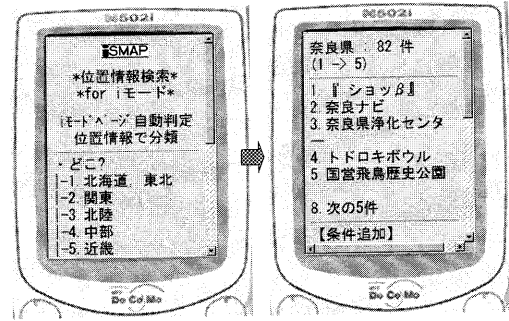 N502i
iSMAP
*位置情報検索*
*for iモード*
iモードページ自動判定
位置情報で分類
・どこ?
|-1. 北海道、東北
|-2. 関東
|-3. 北陸
|-4. 中部
|-5. 近畿
DoCoMo
N502i
奈良県 : 82 件
(1 -> 5)
1. 『 ショップβ』
2. 奈良ナビ
3. 奈良県浄化センタ
ー
4. トドロキボウル
5. 国営飛鳥歴史公園
8. 次の5件
【条件追加】
DoCoMo